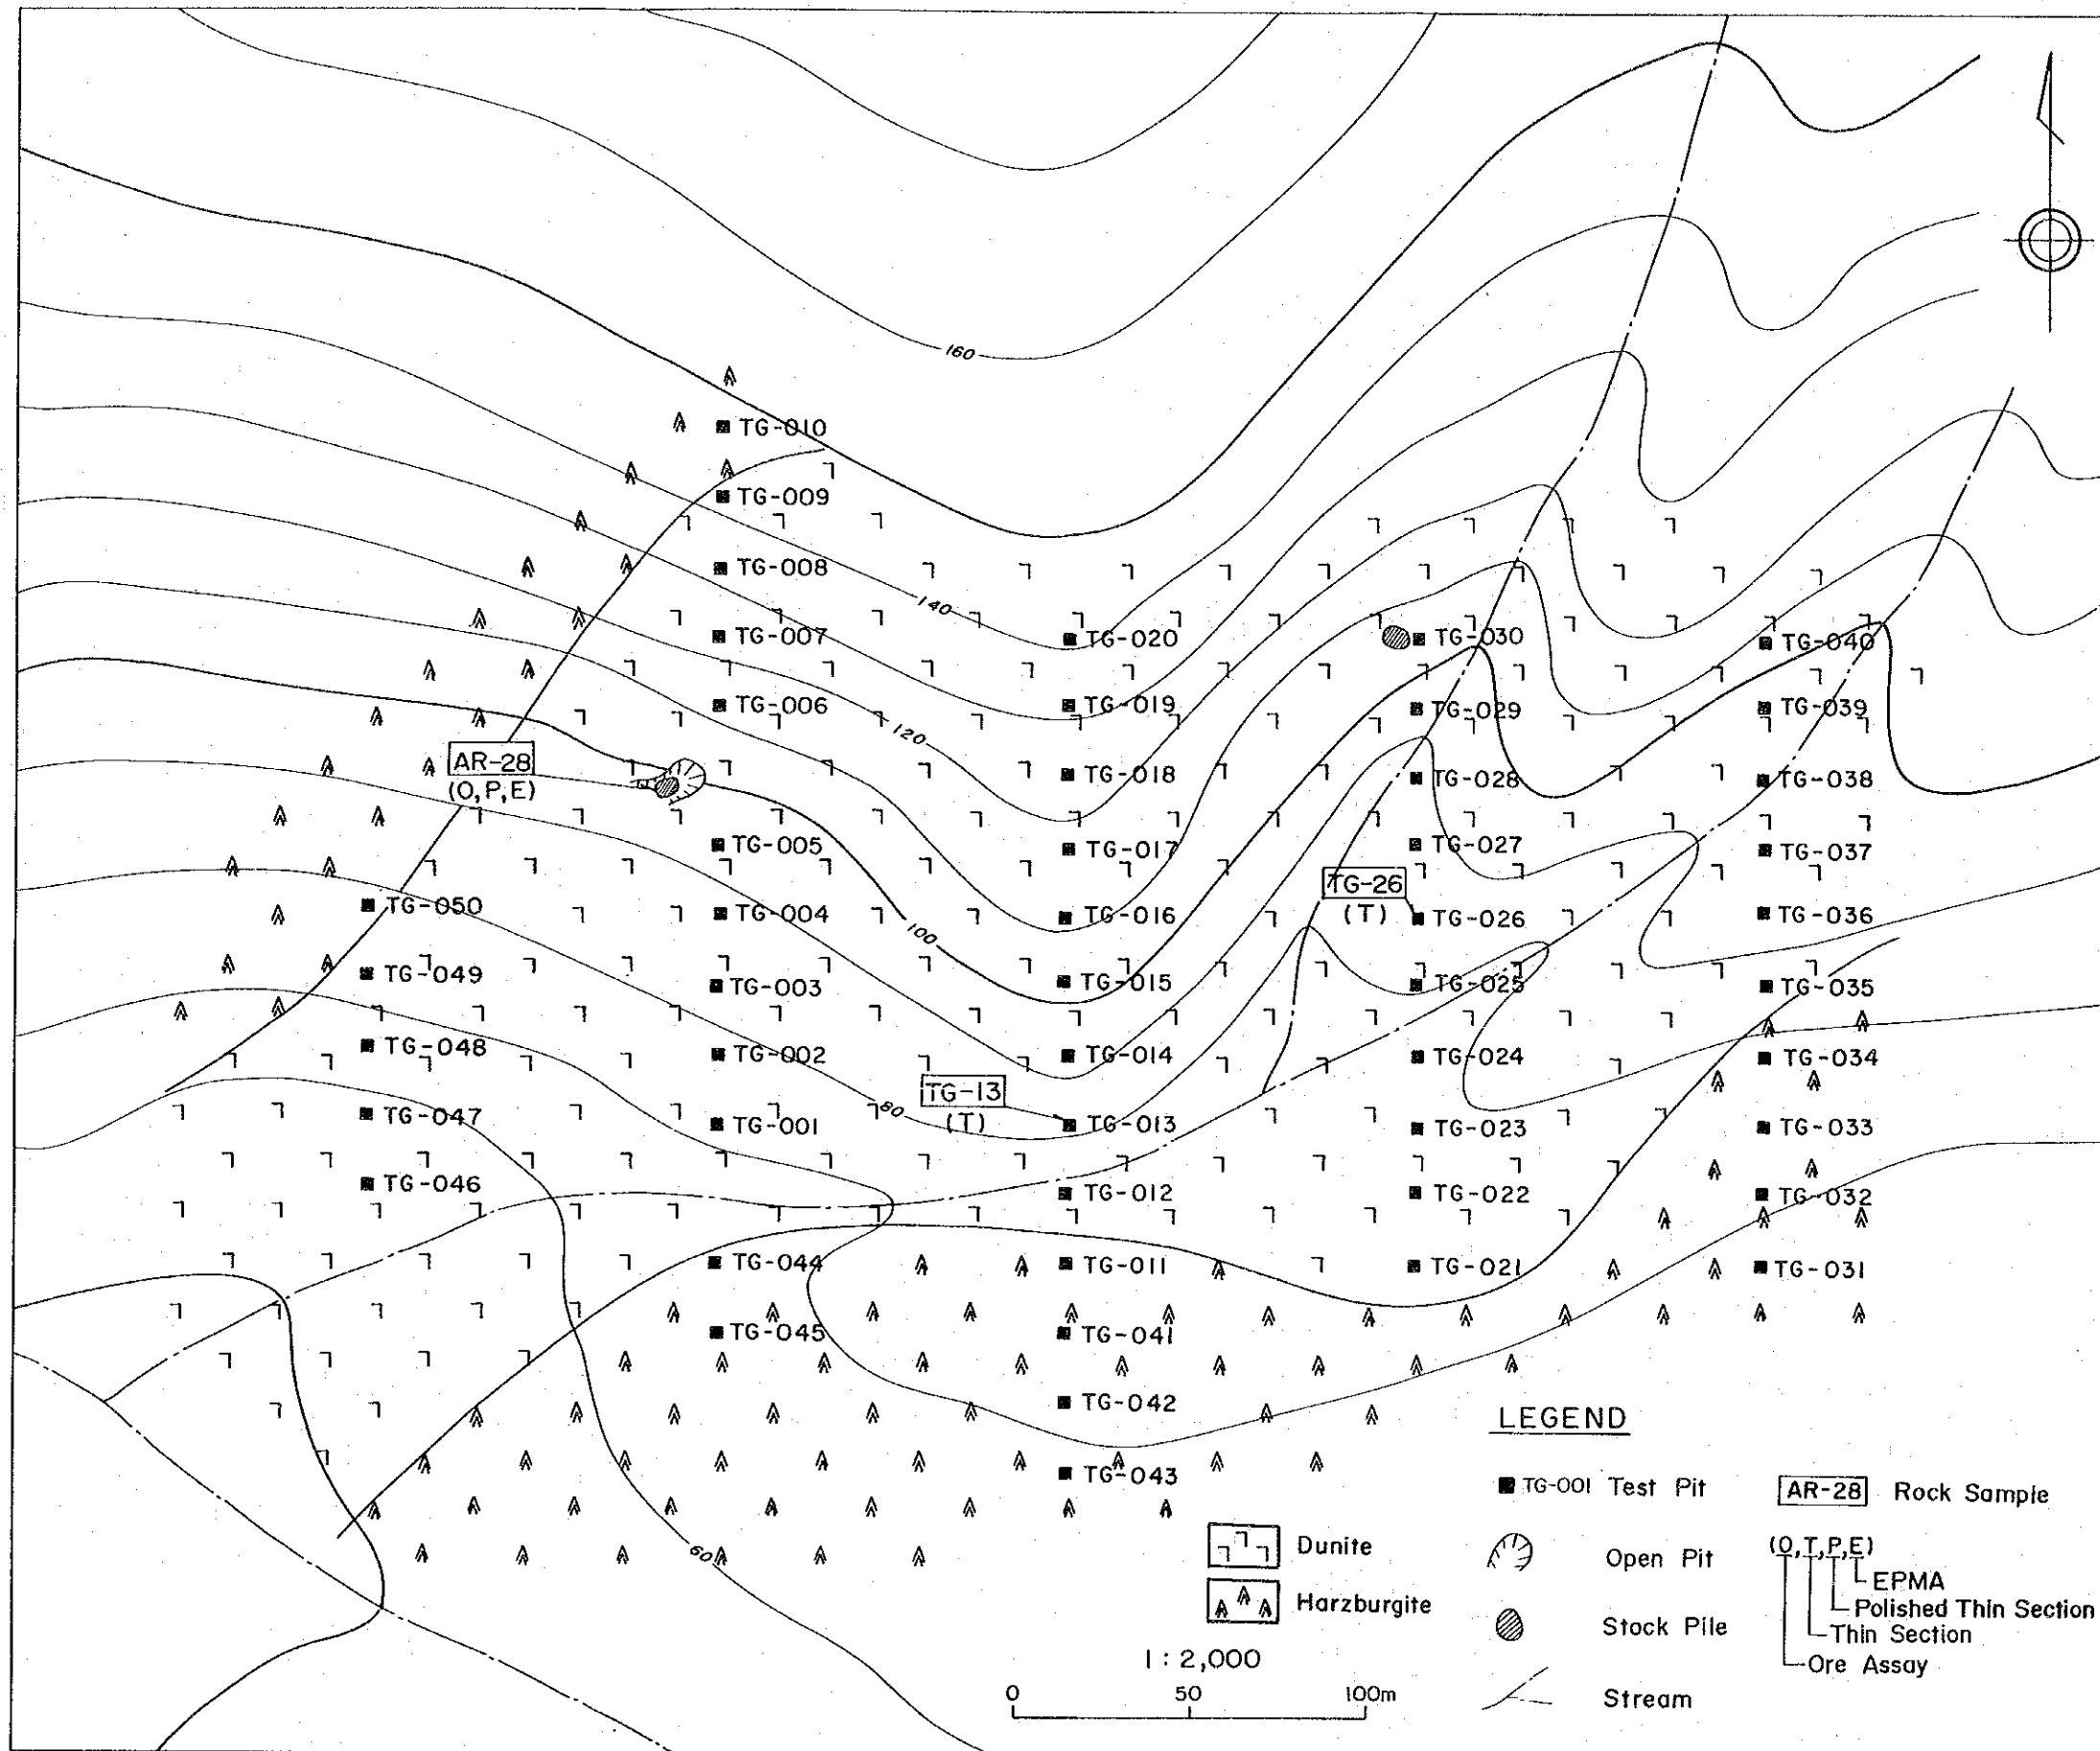 160
TG-010
TG-009
TG-008
140
TG-007
TG-020
TG-030
TG-040
TG-006
TG-019
TG-029
TG-039
120
AR-28
(O,P,E)
TG-018
TG-028
TG-038
TG-005
TG-017
TG-027
TG-037
TG-26
(T)
TG-050
TG-004
100
TG-016
TG-026
TG-036
TG-049
TG-003
TG-015
TG-025
TG-035
TG-048
TG-002
TG-014
TG-024
TG-034
TG-13
(T)
80
TG-047
TG-001
TG-013
TG-023
TG-033
TG-046
TG-012
TG-022
TG-032
TG-044
TG-011
TG-021
TG-031
TG-045
TG-041
TG-042
TG-043
60
LEGEND
TG-001 Test Pit
AR-28 Rock Sample
Dunite
Open Pit
(O,T,P,E)
EPMA
Harzburgite
Polished Thin Section
Stock Pile
Thin Section
1 : 2,000
Ore Assay
0 50 100m
Stream